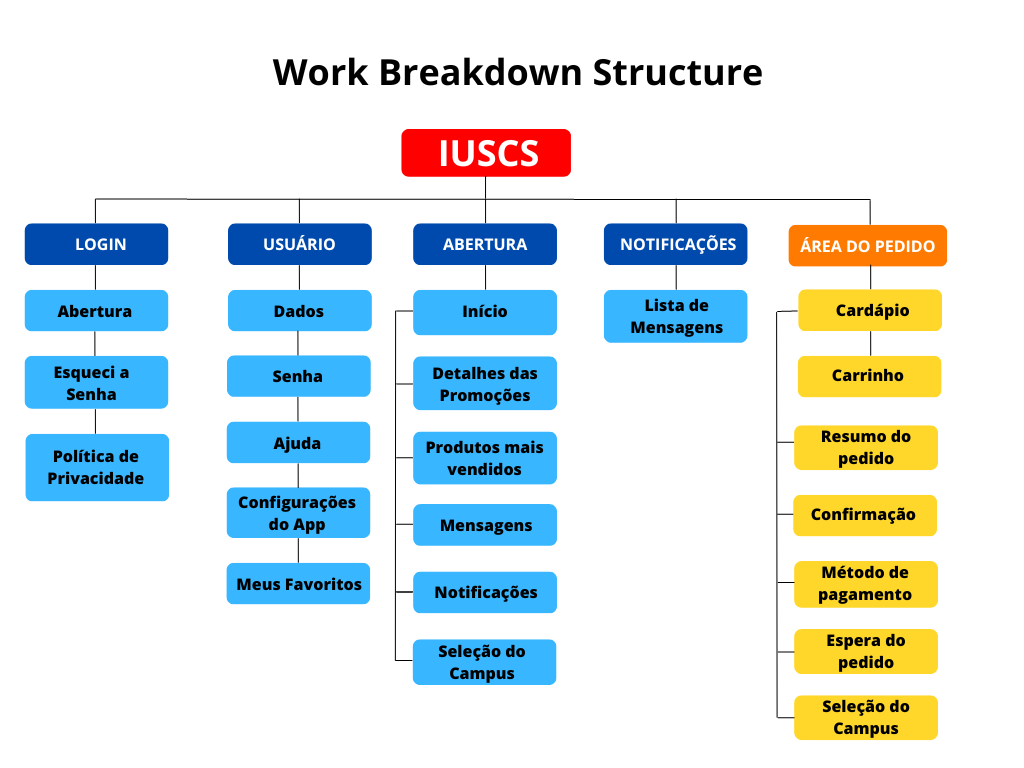 Work Breakdown Structure
IUSCS
LOGIN
Abertura
Esqueci a
Senha
Política de
Privacidade
USUÁRIO
Dados
Senha
Ajuda
Configurações
do App
Meus Favoritos
ABERTURA
Início
Detalhes das
Promoções
Produtos mais
vendidos
Mensagens
Notificações
Seleção do
Campus
NOTIFICAÇÕES
Lista de
Mensagens
ÁREA DO PEDIDO
Cardápio
Carrinho
Resumo do
pedido
Confirmação
Método de
pagamento
Espera do
pedido
Seleção do
Campus